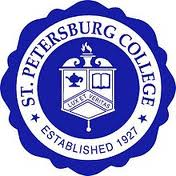 ST. PETERSBURG COLLEGE
LUX ET VERITAS
ESTABLISHED 1927